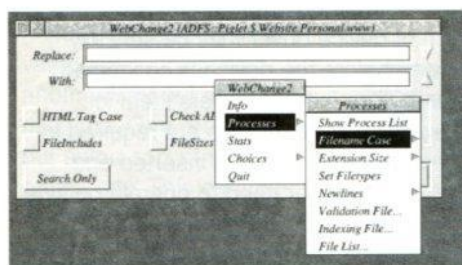 WebChange2 (ADFS::Piglet.$.Website.Personal.www)
Replace:
With:
HTML Tag Case
FileIncludes
FileSizes
Search Only
WebChange2
Info
Processes
Stats
Choices
Quit
Processes
Show Process List
Filename Case
Extension Size
Set Filetypes
Newlines
Validation File...
Indexing File...
File List...